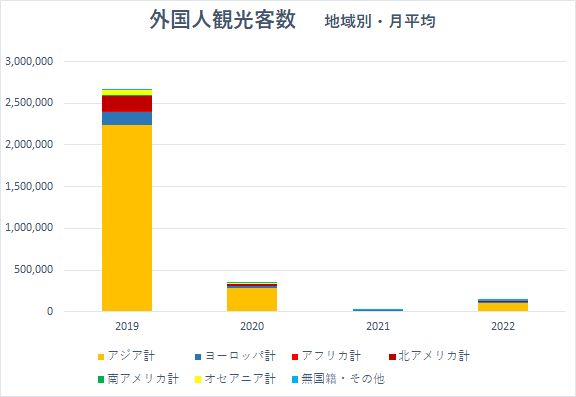 外国人観光客数 地域別・月平均
3,000,000
2,500,000
2,000,000
1,500,000
1,000,000
500,000
0
2019 2020 2021 2022
アジア計 ヨーロッパ計 アフリカ計 北アメリカ計
南アメリカ計 オセアニア計 無国籍・その他